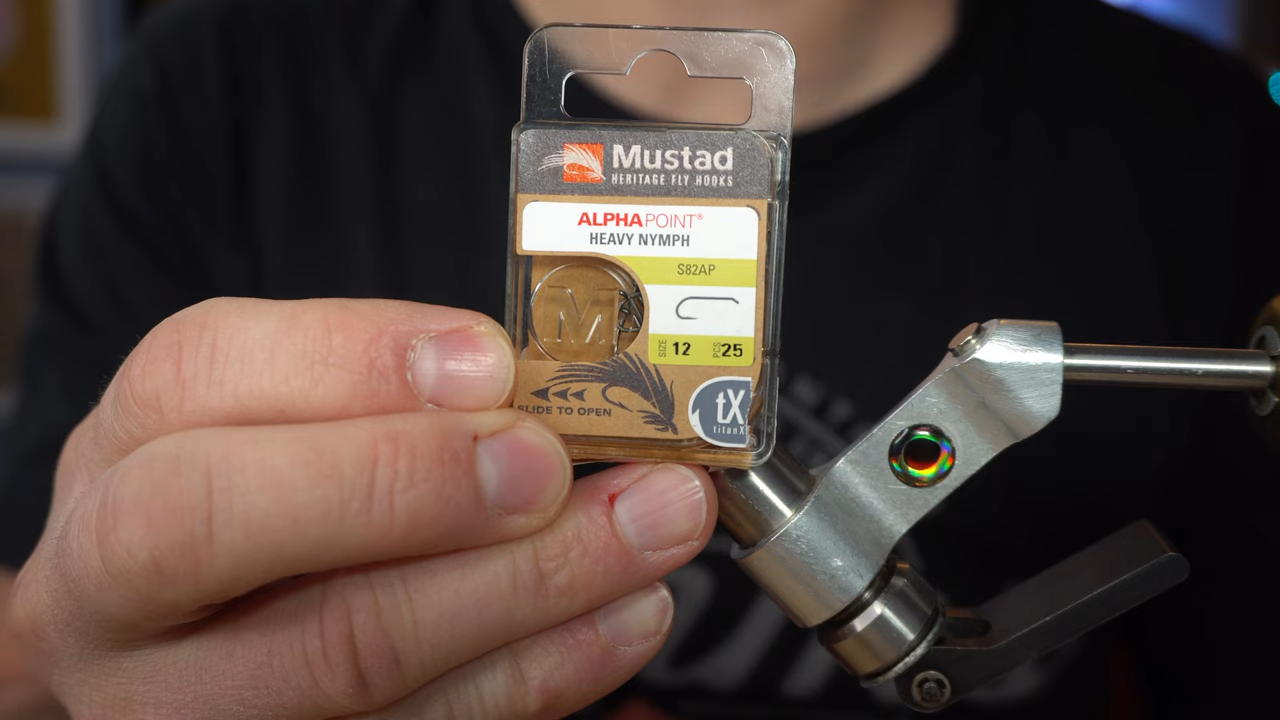 Mustad
HERITAGE FLY HOOKS
ALPHAPOINT®
HEAVY NYMPH
S82AP
M
SIZE 12 PCS 25
SLIDE TO OPEN
tX
titanX